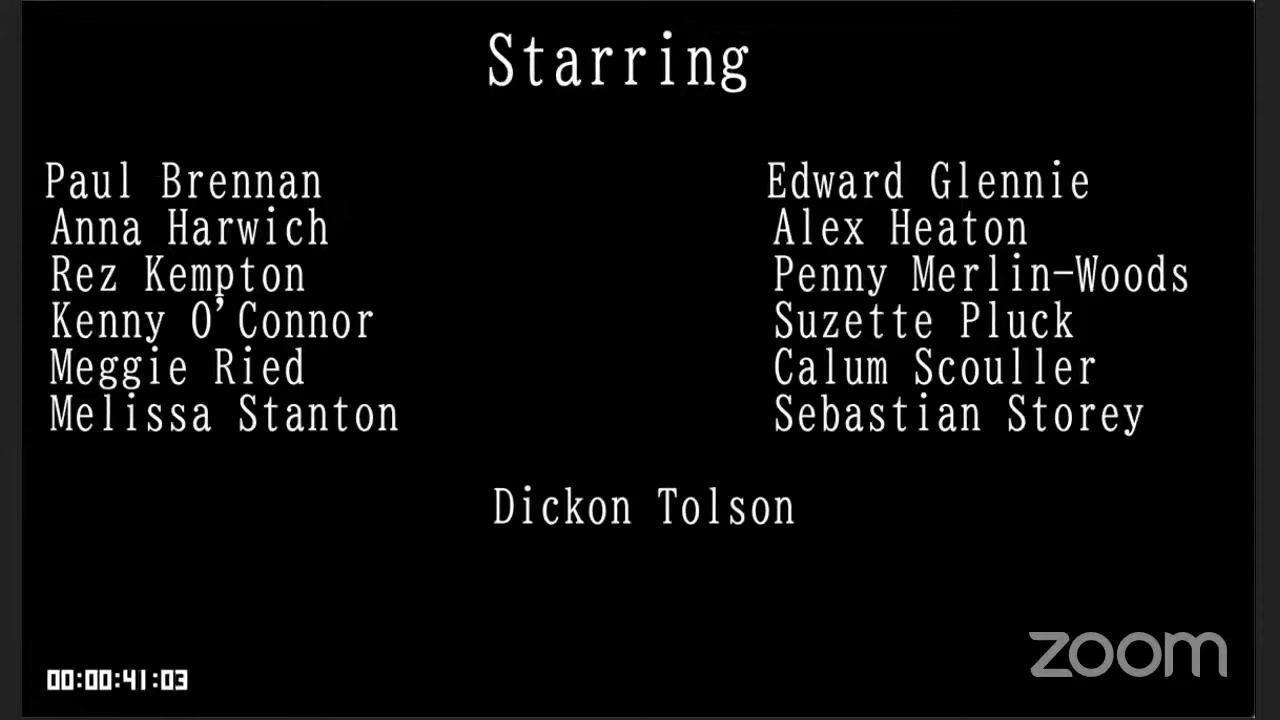 Starring
Paul Brennan
Anna Harwich
Rez Kempton
Kenny O'Connor
Meggie Ried
Melissa Stanton
Edward Glennie
Alex Heaton
Penny Merlin-Woods
Suzette Pluck
Calum Scouller
Sebastian Storey
Dickon Tolson
00:00:41:03
zoom